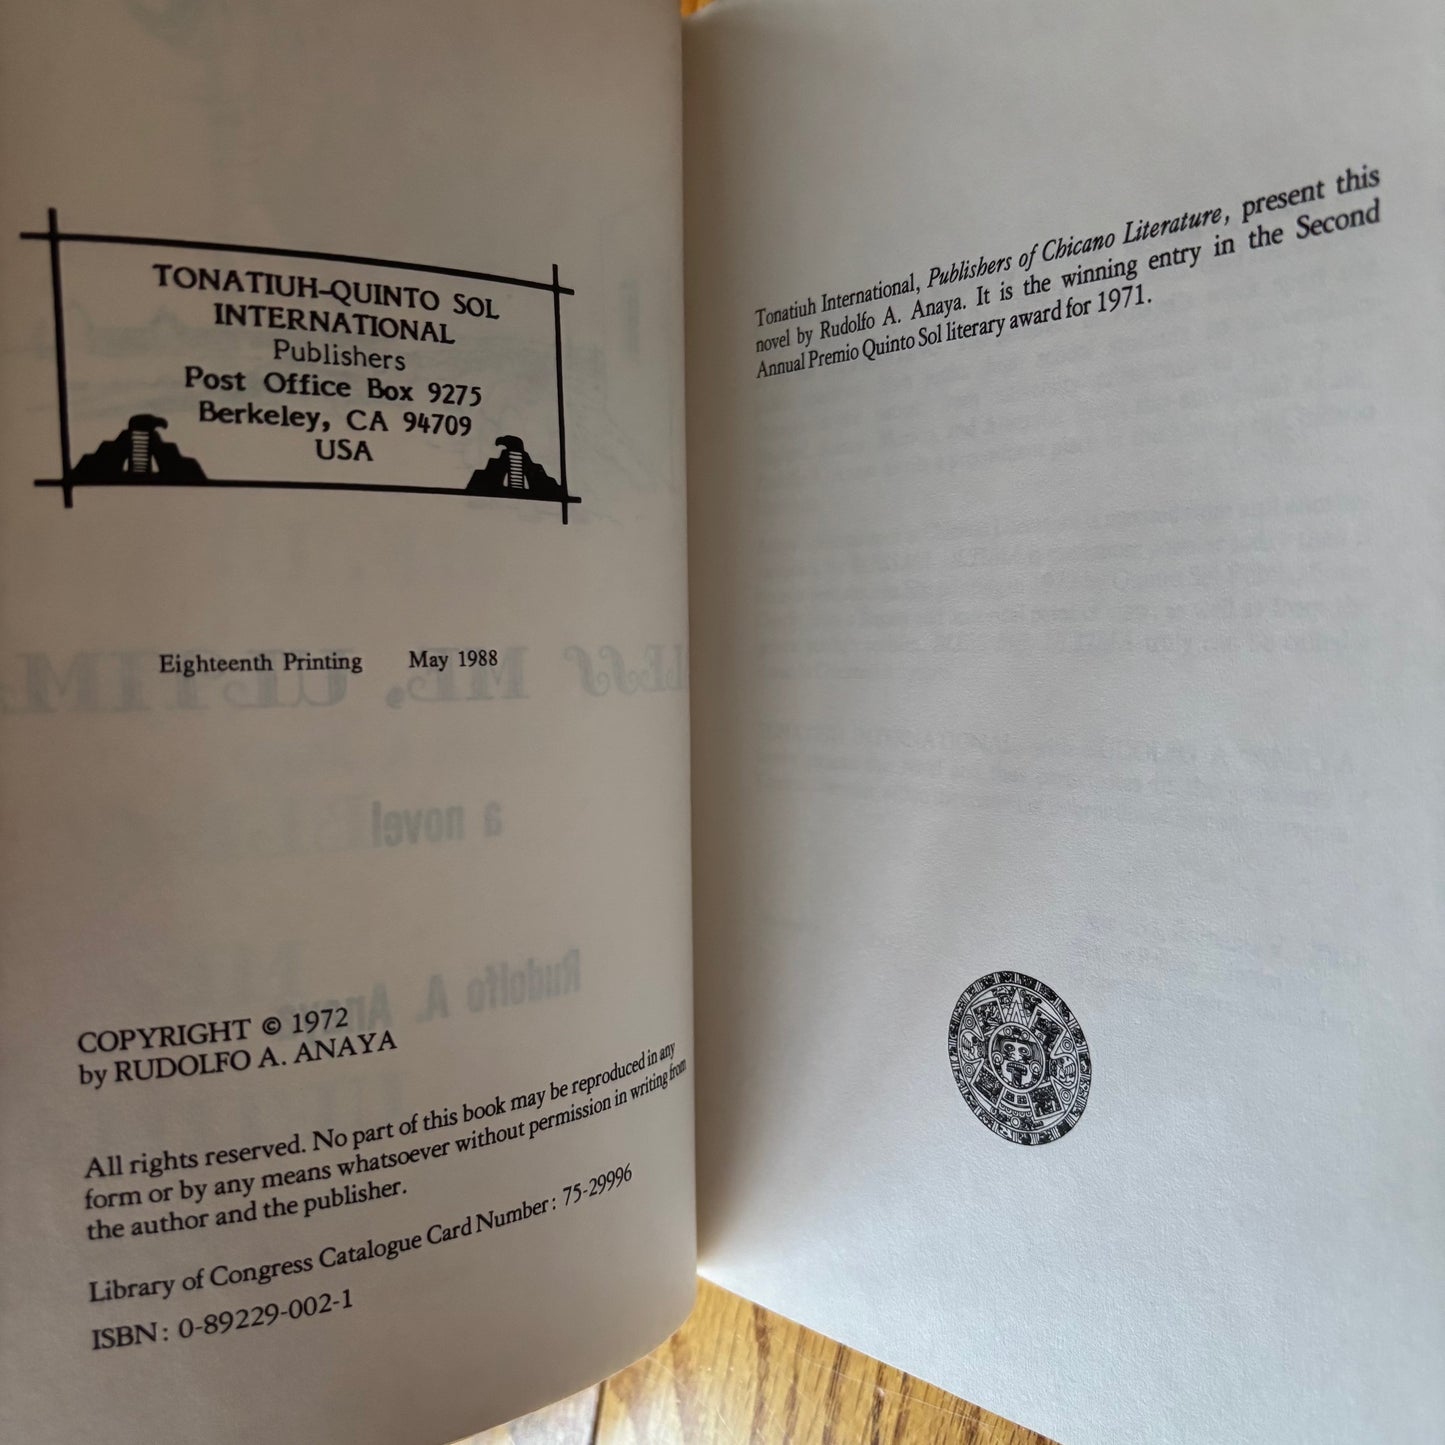 TONATIUH-QUINTO SOL
INTERNATIONAL
Publishers
Post Office Box 9275
Berkeley, CA 94709
USA
Eighteenth Printing May 1988
a novel
Rudolfo A. Anaya
COPYRIGHT © 1972
by RUDOLFO A. ANAYA
All rights reserved. No part of this book may be reproduced in any
form or by any means whatsoever without permission in writing from
the author and the publisher.
Library of Congress Catalogue Card Number: 75-29996
ISBN: 0-89229-002-1
Tonatiuh International, Publishers of Chicano Literature, present this
novel by Rudolfo A. Anaya. It is the winning entry in the Second
Annual Premio Quinto Sol literary award for 1971.